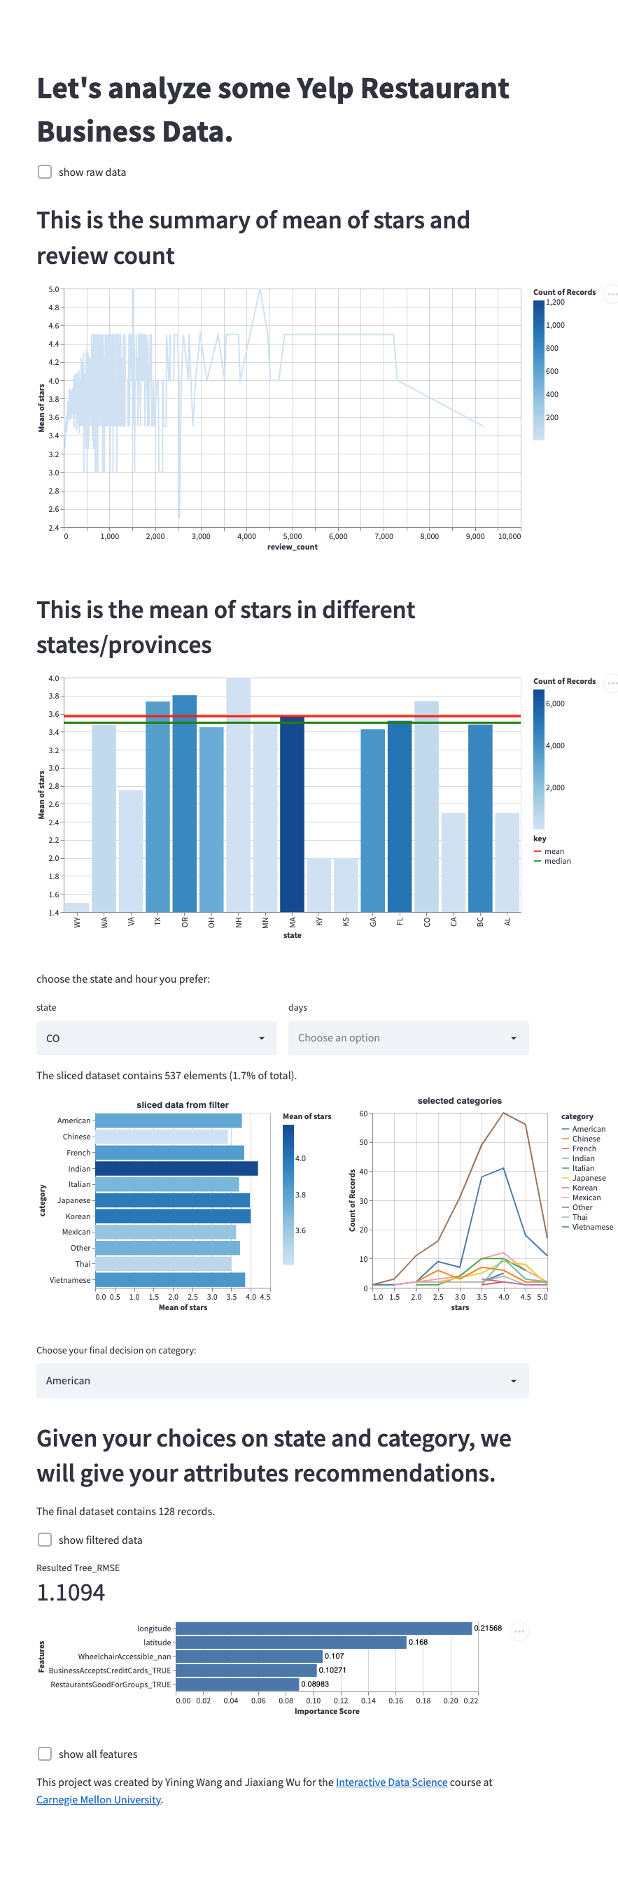 Let's analyze some Yelp Restaurant
Business Data.
show raw data
This is the summary of mean of stars and
review count
5.0
4.8
4.6
4.4
4.2
4.0
3.8
3.6
3.4
3.2
3.0
2.8
2.6
2.4
Mean of stars
0 1,000 2,000 3,000 4,000 5,000 6,000 7,000 8,000 9,000 10,000
review_count
Count of Records
1,200
1,000
800
600
400
200
This is the mean of stars in different
states/provinces
4.0
3.8
3.6
3.4
3.2
3.0
2.8
2.6
2.4
2.2
2.0
1.8
1.6
1.4
Mean of stars
WY WA VA TX OR OH NH MN MA KY KS GA FL CO CA BC AL
state
Count of Records
6,000
4,000
2,000
key
mean
median
choose the state and hour you prefer:
state days
CO Choose an option
The sliced dataset contains 537 elements (1.7% of total).
sliced data from filter
category
American
Chinese
French
Indian
Italian
Japanese
Korean
Mexican
Other
Thai
Vietnamese
0.0 0.5 1.0 1.5 2.0 2.5 3.0 3.5 4.0 4.5
Mean of stars
Mean of stars
4.0
3.8
3.6
selected categories
60
50
40
30
20
10
0
Count of Records
1.0 1.5 2.0 2.5 3.0 3.5 4.0 4.5 5.0
stars
category
American
Chinese
French
Indian
Italian
Japanese
Korean
Mexican
Other
Thai
Vietnamese
Choose your final decision on category:
American
Given your choices on state and category, we
will give your attributes recommendations.
The final dataset contains 128 records.
show filtered data
Resulted Tree_RMSE
1.1094
Features
longitude 0.21568
latitude 0.168
WheelchairAccessible_nan 0.107
BusinessAcceptsCreditCards_TRUE 0.10271
RestaurantsGoodForGroups_TRUE 0.08983
0.00 0.02 0.04 0.06 0.08 0.10 0.12 0.14 0.16 0.18 0.20 0.22
Importance Score
show all features
This project was created by Yining Wang and Jiaxiang Wu for the Interactive Data Science course at
Carnegie Mellon University.